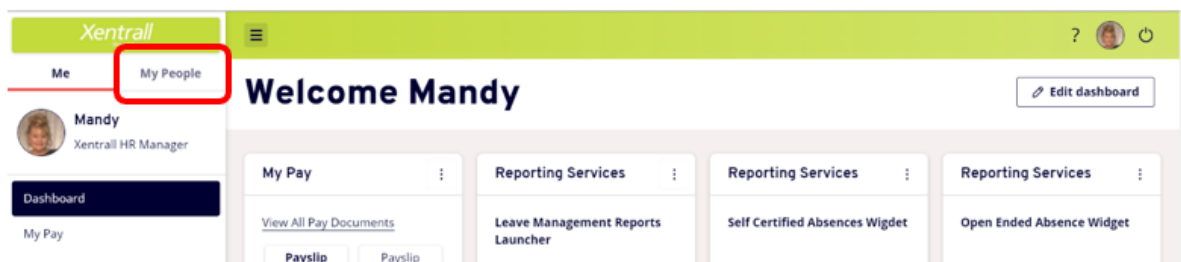 Xentrall
?
Me My People
Welcome Mandy
Edit dashboard
Mandy
Xentrall HR Manager
Dashboard
My Pay
My Pay
View All Pay Documents
Payslip Payslip
Reporting Services
Leave Management Reports
Launcher
Reporting Services
Self Certified Absences Wigdet
Reporting Services
Open Ended Absence Widget